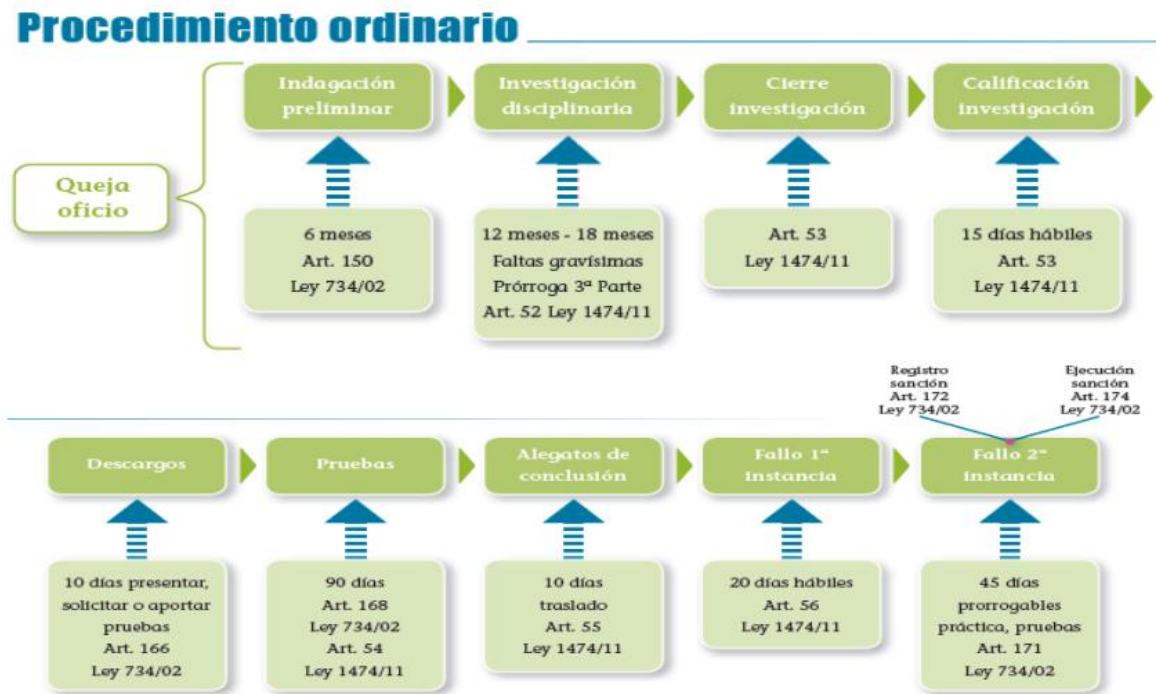 Procedimiento ordinario
Queja
oficio
Indagación
preliminar
6 meses
Art. 150
Ley 734/02
Investigación
disciplinaria
12 meses - 18 meses
Faltas gravísimas
Prórroga 3ª Parte
Art. 52 Ley 1474/11
Cierre
investigación
Art. 53
Ley 1474/11
Calificación
investigación
15 días hábiles
Art. 53
Ley 1474/11
Descargos
10 días presentar,
solicitar o aportar
pruebas
Art. 166
Ley 734/02
Pruebas
90 días
Art. 168
Ley 734/02
Art. 54
Ley 1474/11
Alegatos de
conclusión
10 días
traslado
Art. 55
Ley 1474/11
Fallo 1ª
instancia
20 días hábiles
Art. 56
Ley 1474/11
Registro
sanción
Art. 172
Ley 734/02
Ejecución
sanción
Art. 174
Ley 734/02
Fallo 2ª
instancia
45 días
prorrogables
práctica, pruebas
Art. 171
Ley 734/02